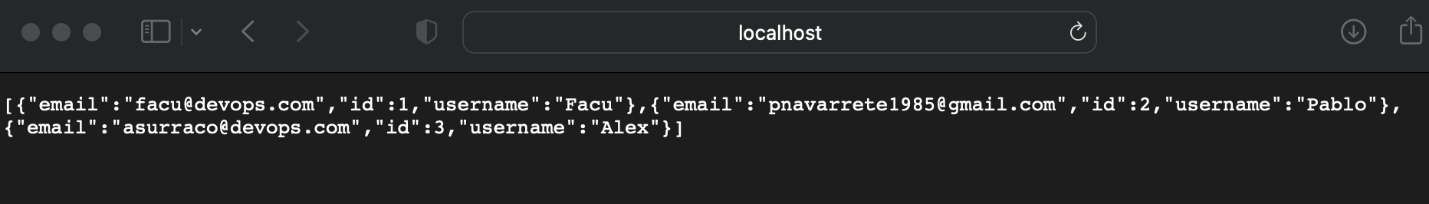 localhost
[{"email":"facu@devops.com","id":1,"username":"Facu"},{"email":"pnavarrete1985@gmail.com","id":2,"username":"Pablo"},
{"email":"asurraco@devops.com","id":3,"username":"Alex"}]